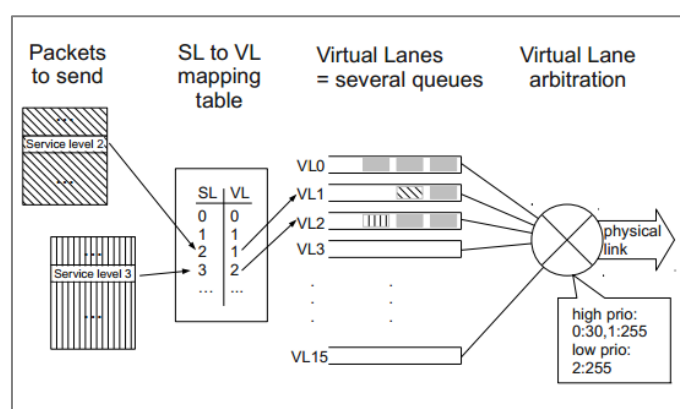 Packets
to send
SL to VL
mapping
table
Virtual Lanes
= several queues
Virtual Lane
arbitration
...
Service level 2
...
...
Service level 3
...
SL VL
0 0
1 1
2 1
3 2
... ...
VL0
VL1
VL2
VL3
VL15
physical
link
high prio:
0:30,1:255
low prio:
2:255